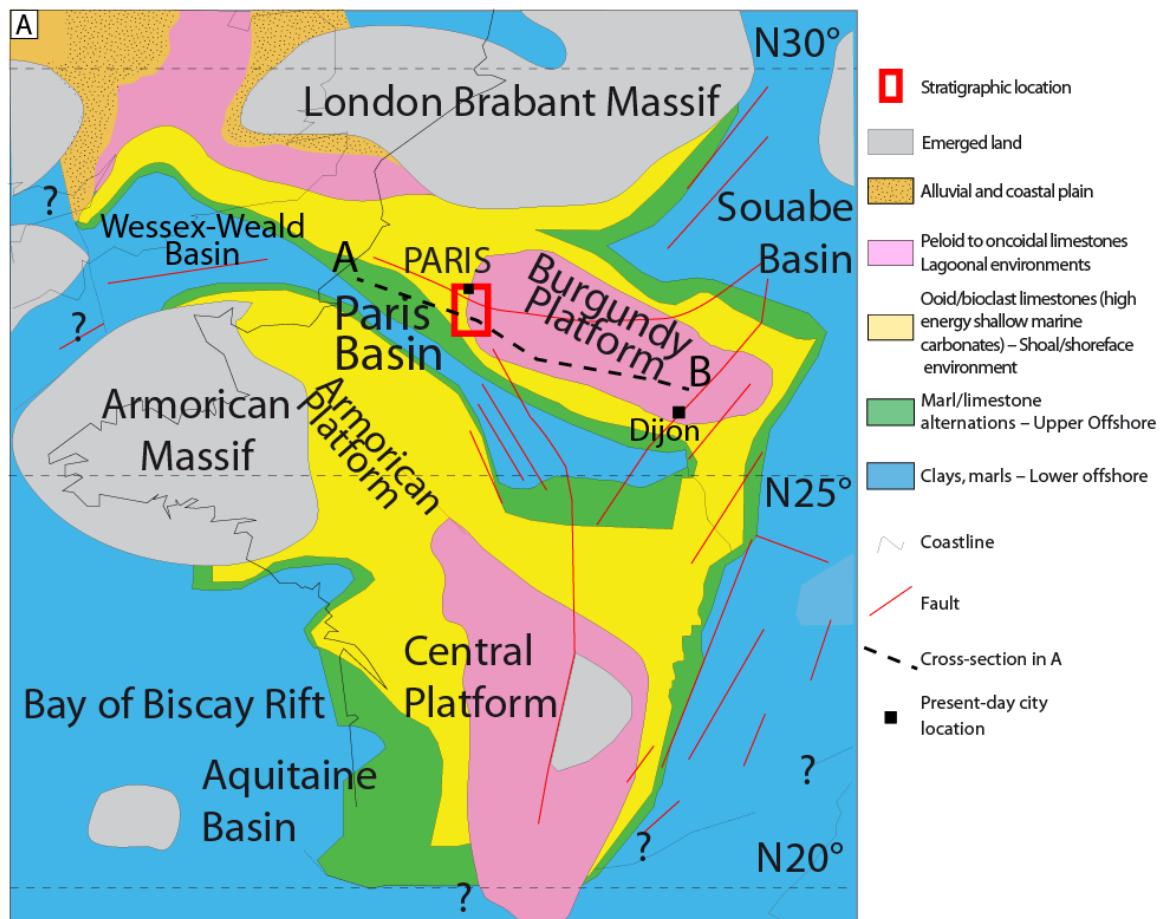 A
N30°
London Brabant Massif
Souabe
Basin
?
Wessex-Weald
Basin
A
PARIS
Burgundy
Platform
?
Paris
Basin
B
Armorican
Massif
Armorican
Platform
Dijon
N25°
Central
Platform
Bay of Biscay Rift
Aquitaine
Basin
?
?
N20°
?
Stratigraphic location
Emerged land
Alluvial and coastal plain
Peloid to oncoidal limestones
Lagoonal environments
Ooid/bioclast limestones (high
energy shallow marine
carbonates) – Shoal/shoreface
environment
Marl/limestone
alternations – Upper Offshore
Clays, marls – Lower offshore
Coastline
Fault
Cross-section in A
Present-day city
location